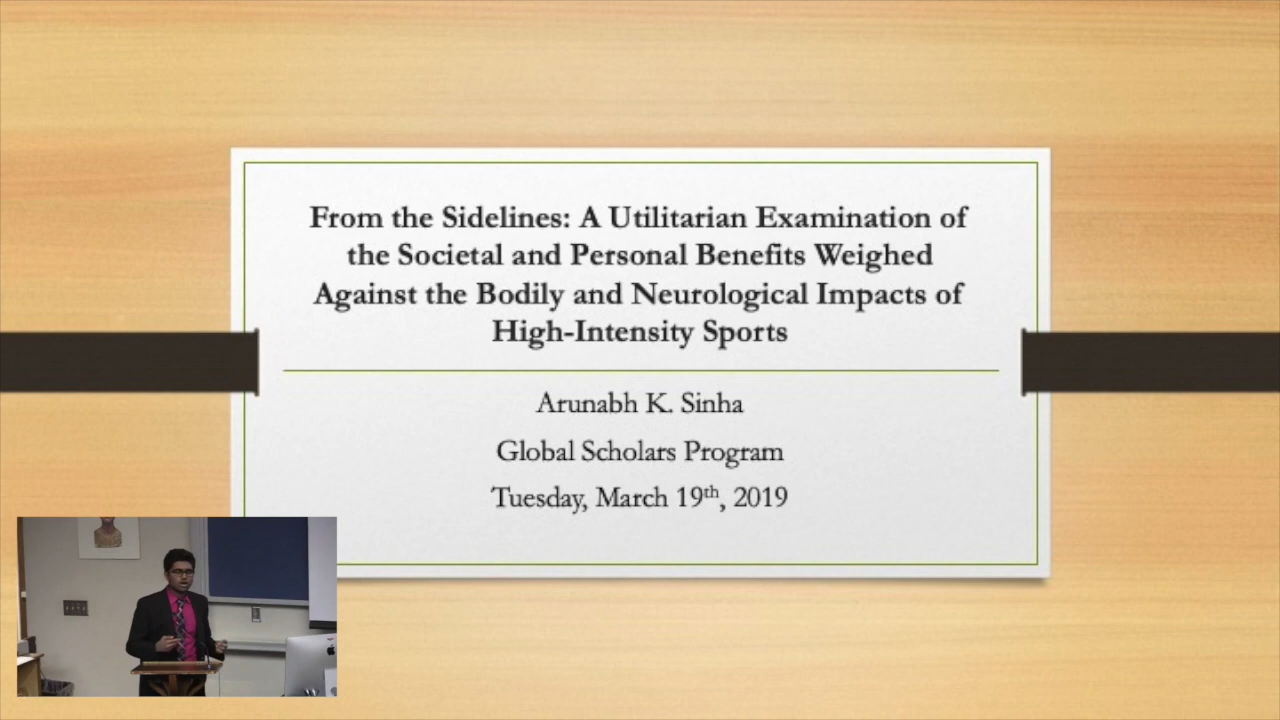 From the Sidelines: A Utilitarian Examination of
the Societal and Personal Benefits Weighed
Against the Bodily and Neurological Impacts of
High-Intensity Sports
Arunabh K. Sinha
Global Scholars Program
Tuesday, March 19th, 2019